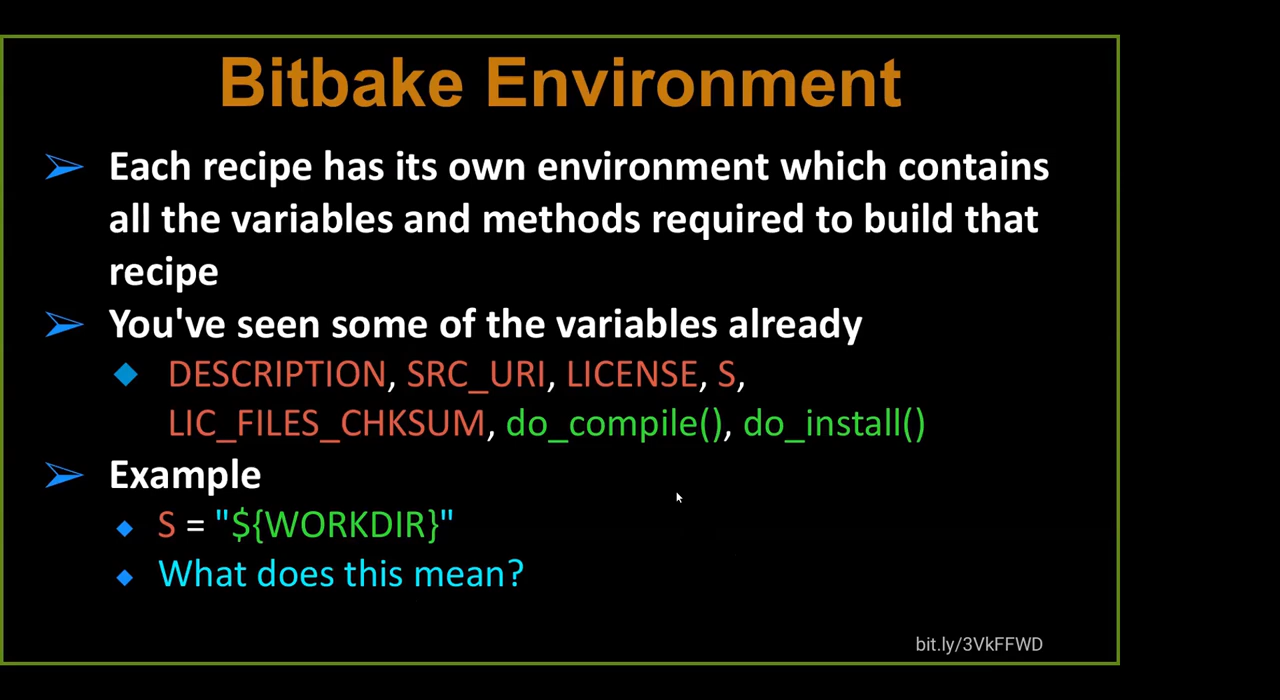 Bitbake Environment
Each recipe has its own environment which contains
all the variables and methods required to build that
recipe
You've seen some of the variables already
DESCRIPTION, SRC_URI, LICENSE, S,
LIC_FILES_CHKSUM, do_compile(), do_install()
Example
S = "${WORKDIR}"
What does this mean?
bit.ly/3VkFFWD